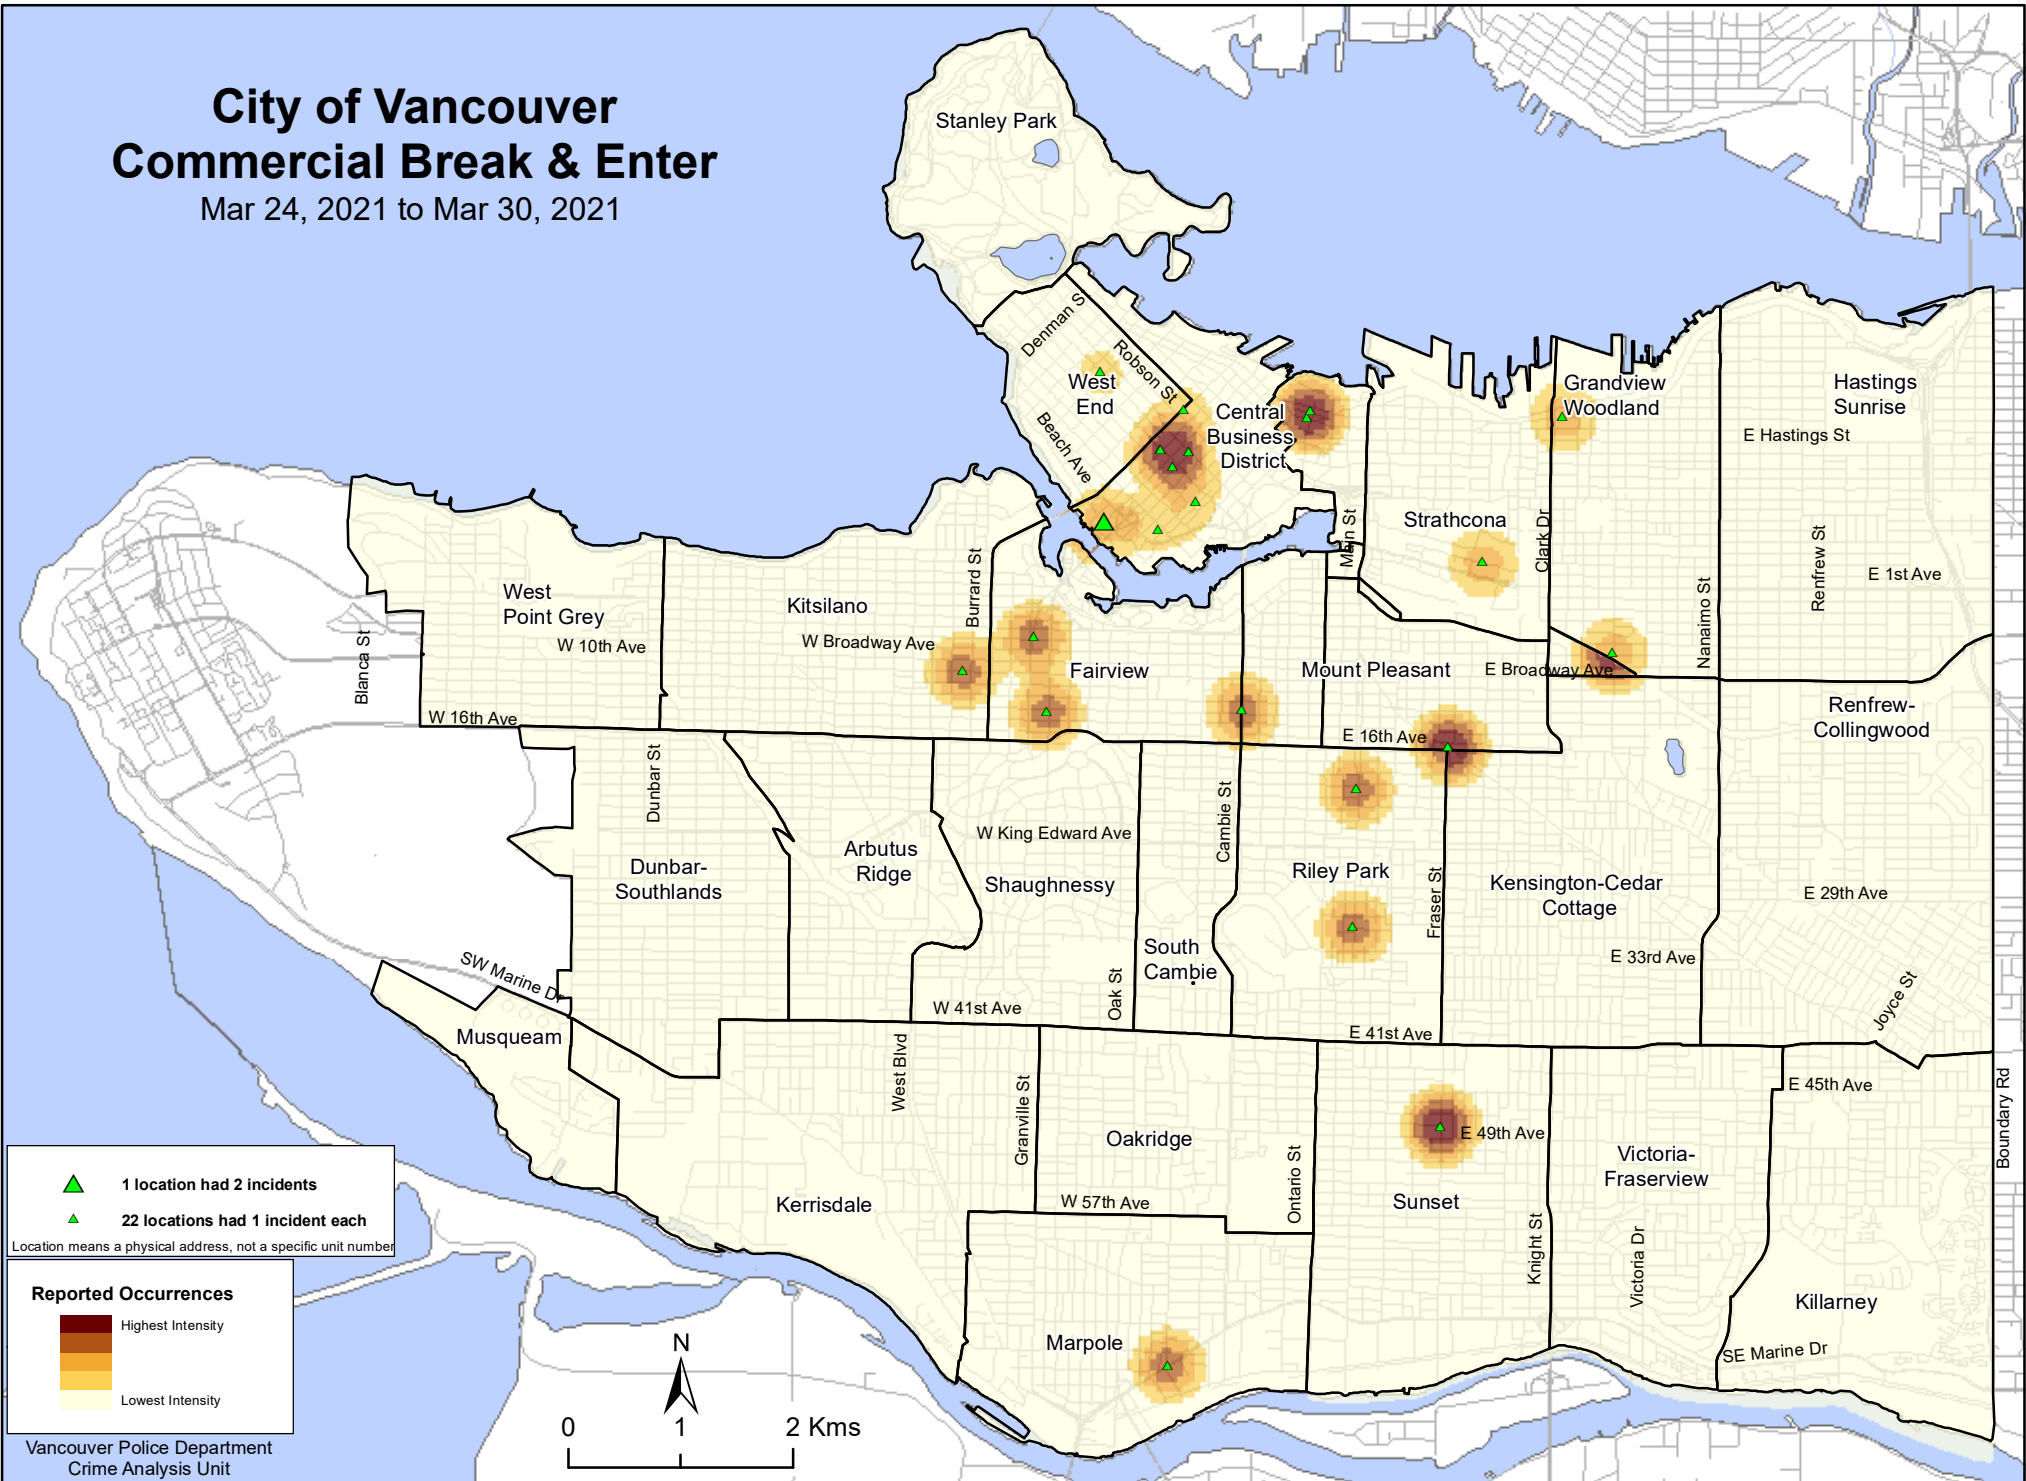 City of Vancouver
Commercial Break & Enter
Mar 24, 2021 to Mar 30, 2021
Stanley Park
Denman S
Robson St
West
End
Beach Ave
Central
Business
District
Grandview
Woodland
Hastings
Sunrise
E Hastings St
Strathcona
Main St
Clark Dr
Nanaimo St
Renfrew St
E 1st Ave
West
Point Grey
W 10th Ave
Blanca St
W 16th Ave
Kitsilano
W Broadway Ave
Burrard St
Fairview
Mount Pleasant
E Broadway Ave
E 16th Ave
Renfrew-
Collingwood
Dunbar St
Dunbar-
Southlands
Arbutus
Ridge
W King Edward Ave
Shaughnessy
Cambie St
Riley Park
Fraser St
Kensington-Cedar
Cottage
E 29th Ave
E 33rd Ave
South
Cambie
Oak St
W 41st Ave
E 41st Ave
Joyce St
SW Marine Dr
Musqueam
West Blvd
Granville St
Oakridge
Ontario St
W 57th Ave
E 49th Ave
Sunset
Knight St
Victoria-
Fraserview
Victoria Dr
E 45th Ave
Boundary Rd
Kerrisdale
Marpole
Killarney
SE Marine Dr
1 location had 2 incidents
22 locations had 1 incident each
Location means a physical address, not a specific unit number
Reported Occurrences
Highest Intensity
Lowest Intensity
Vancouver Police Department
Crime Analysis Unit
N
0 1 2 Kms